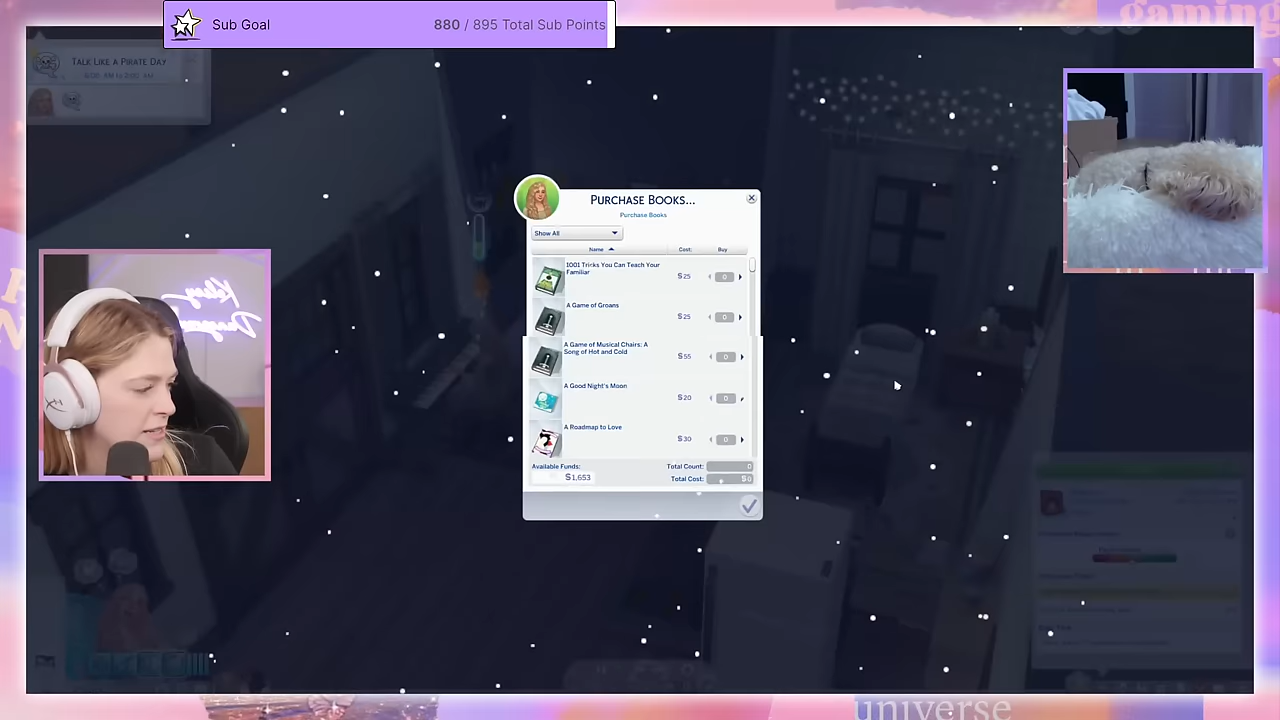 gaming
Sub Goal
880 / 895 Total Sub Points
TALK LIKE A PIRATE DAY
PURCHASE BOOKS...
Purchase Books
Show All
Name
Cost:
Buy
1001 Tricks You Can Teach Your
Familiar
$25
0
A Game of Groans
$25
0
A Game of Musical Chairs: A
Song of Hot and Cold
$55
0
A Good Night's Moon
$20
0
A Roadmap to Love
$30
0
Available Funds:
$1,653
Total Count:
0
Total Cost:
$0
universe